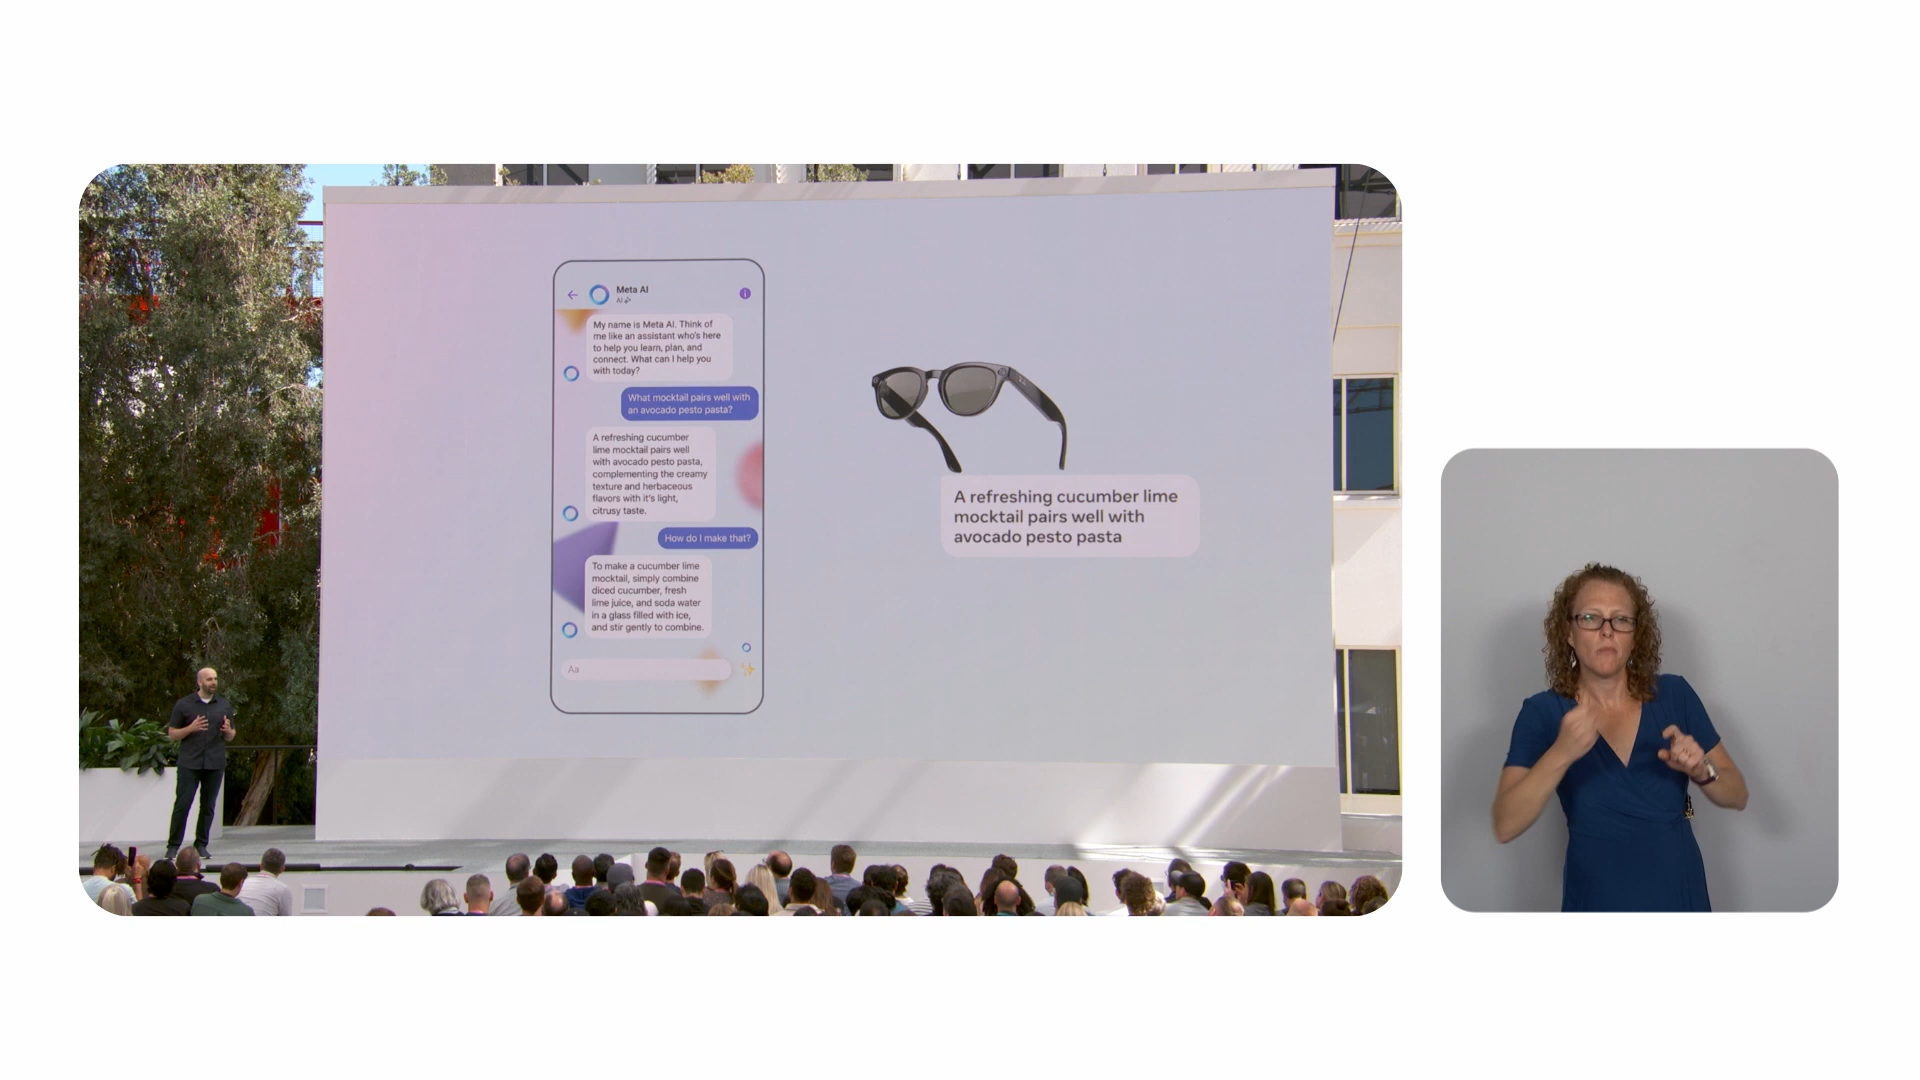 Meta AI
AI
My name is Meta AI. Think of
me like an assistant who's here
to help you learn, plan, and
connect. What can I help you
with today?
What mocktail pairs well with
an avocado pesto pasta?
A refreshing cucumber
lime mocktail pairs well
with avocado pesto pasta,
complementing the creamy
texture and herbaceous
flavors with it's light,
citrusy taste.
How do I make that?
To make a cucumber lime
mocktail, simply combine
diced cucumber, fresh
lime juice, and soda water
in a glass filled with ice,
and stir gently to combine.
Aa
A refreshing cucumber lime
mocktail pairs well with
avocado pesto pasta